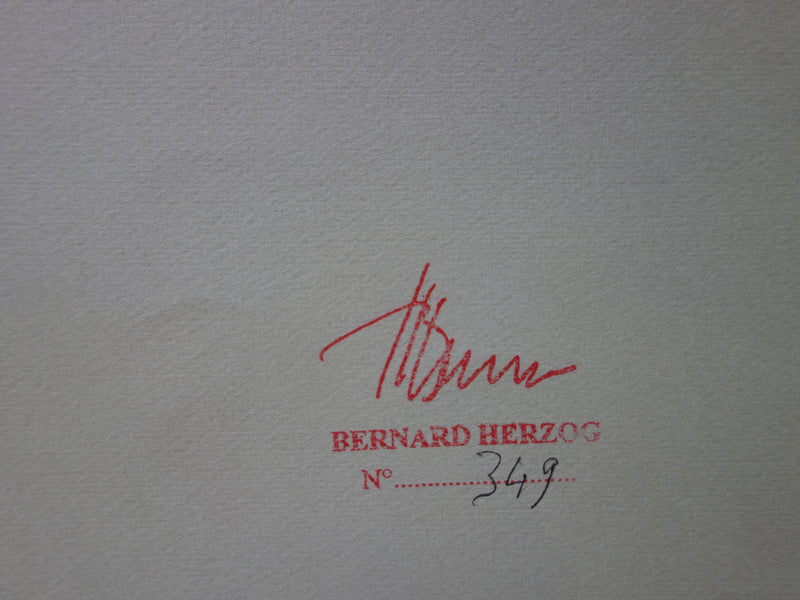 BERNARD HERZOG
N° .................... 349